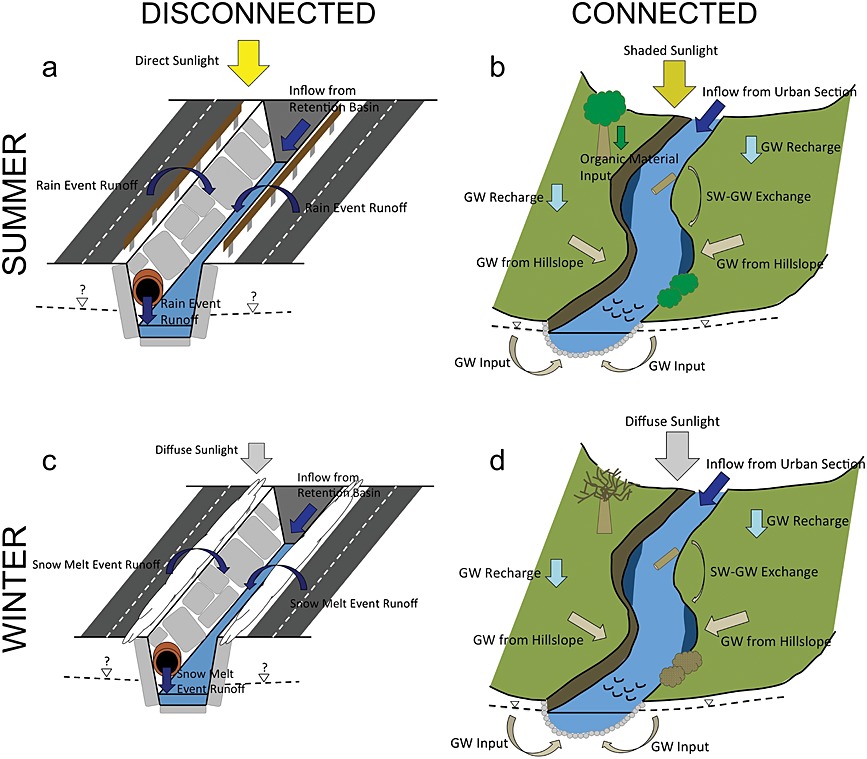 DISCONNECTED
CONNECTED
SUMMER
WINTER
a
Direct Sunlight
Inflow from
Retention Basin
Rain Event Runoff
Rain Event Runoff
?
?
Rain Event
Runoff
b
Shaded Sunlight
Inflow from Urban Section
Organic Material
Input
GW Recharge
GW Recharge
SW-GW Exchange
GW from Hillslope
GW from Hillslope
GW Input
GW Input
c
Diffuse Sunlight
Inflow from
Retention Basin
Snow Melt Event Runoff
Snow Melt Event Runoff
?
?
Snow Melt
Event Runoff
d
Diffuse Sunlight
Inflow from Urban Section
GW Recharge
GW Recharge
SW-GW Exchange
GW from Hillslope
GW from Hillslope
GW Input
GW Input